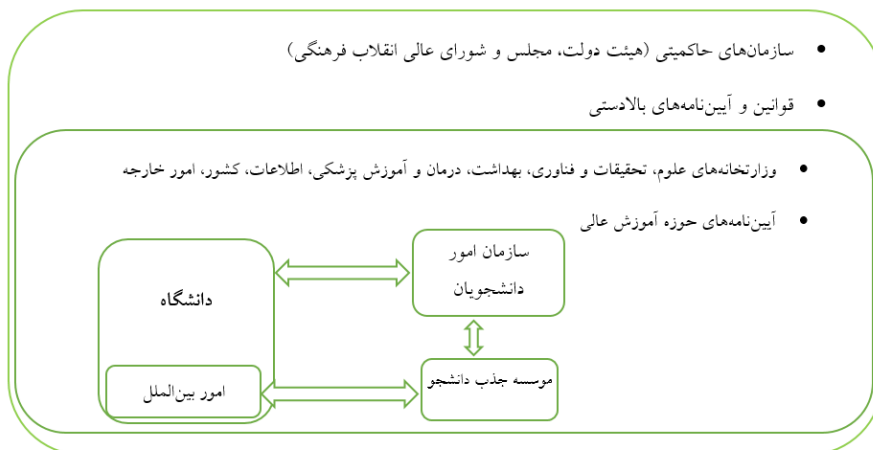 • سازمان‌های حاکمیتی (هیئت دولت، مجلس و شورای عالی انقلاب فرهنگی)
• قوانین و آیین‌نامه‌های بالادستی
• وزارتخانه‌های علوم، تحقیقات و فناوری، بهداشت، درمان و آموزش پزشکی، اطلاعات، کشور، امور خارجه
• آیین‌نامه‌های حوزه آموزش عالی
سازمان امور
دانشجویان
دانشگاه
موسسه جذب دانشجو
امور بین‌الملل